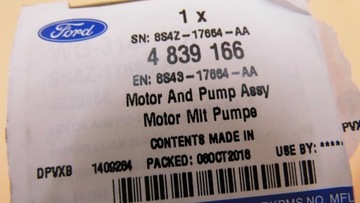 1 x
Ford
SN: 8S4Z-17664-AA
4 839 166
EN: 8S43-17664-AA
Motor And Pump Assy
Motor Mit Pumpe
CONTENTS MADE IN
DPVXB 1409264 PACKED: 06OCT2016 USE BY: ****